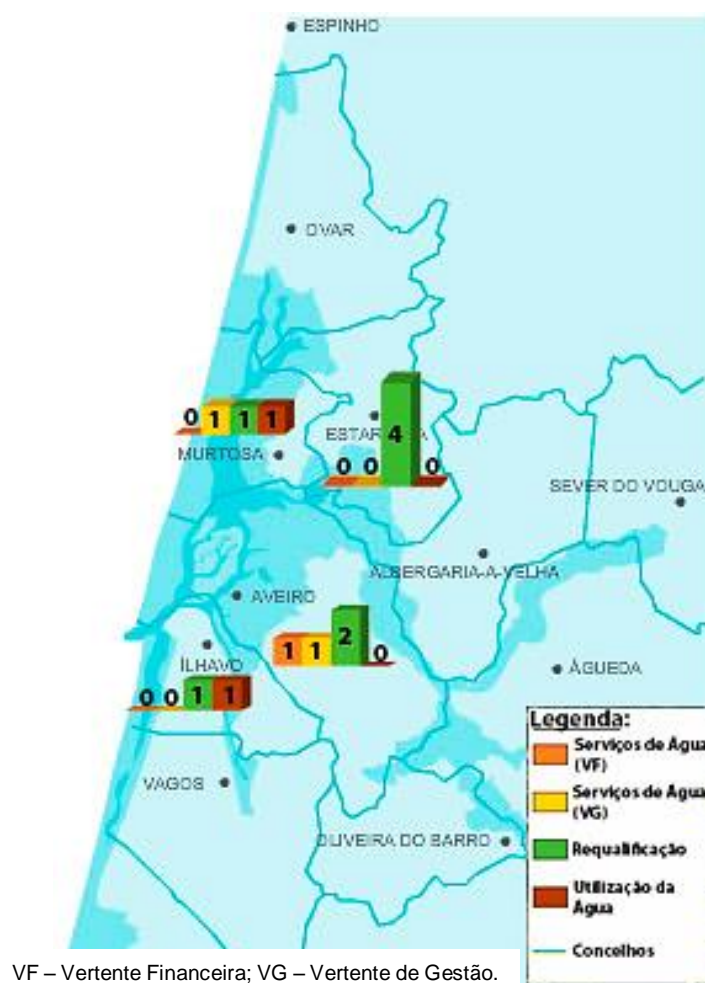 ESPINHO
OVAR
0 1 1 1
4
MURTOSA
0 0 0
SEVER DO VOUGA
ALBERGARIA-A-VELHA
AVEIRO
1 1 2 0
ÍLHAVO
ÁGUEDA
0 0 1 1
Legenda:
Serviços de Água
(VF)
Serviços de Água
(VG)
Requalificação
Utilização da
Água
Concelhos
VAGOS
OLIVEIRA DO BARRO
VF – Vertente Financeira; VG – Vertente de Gestão.